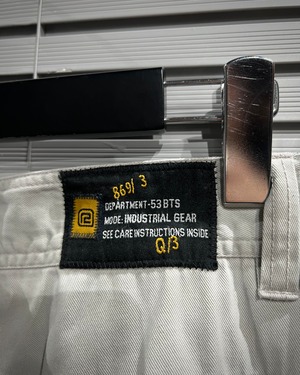 869/ 3
DEPARTMENT-53 BTS
MODE: INDUSTRIAL GEAR
SEE CARE INSTRUCTIONS INSIDE
Q/3